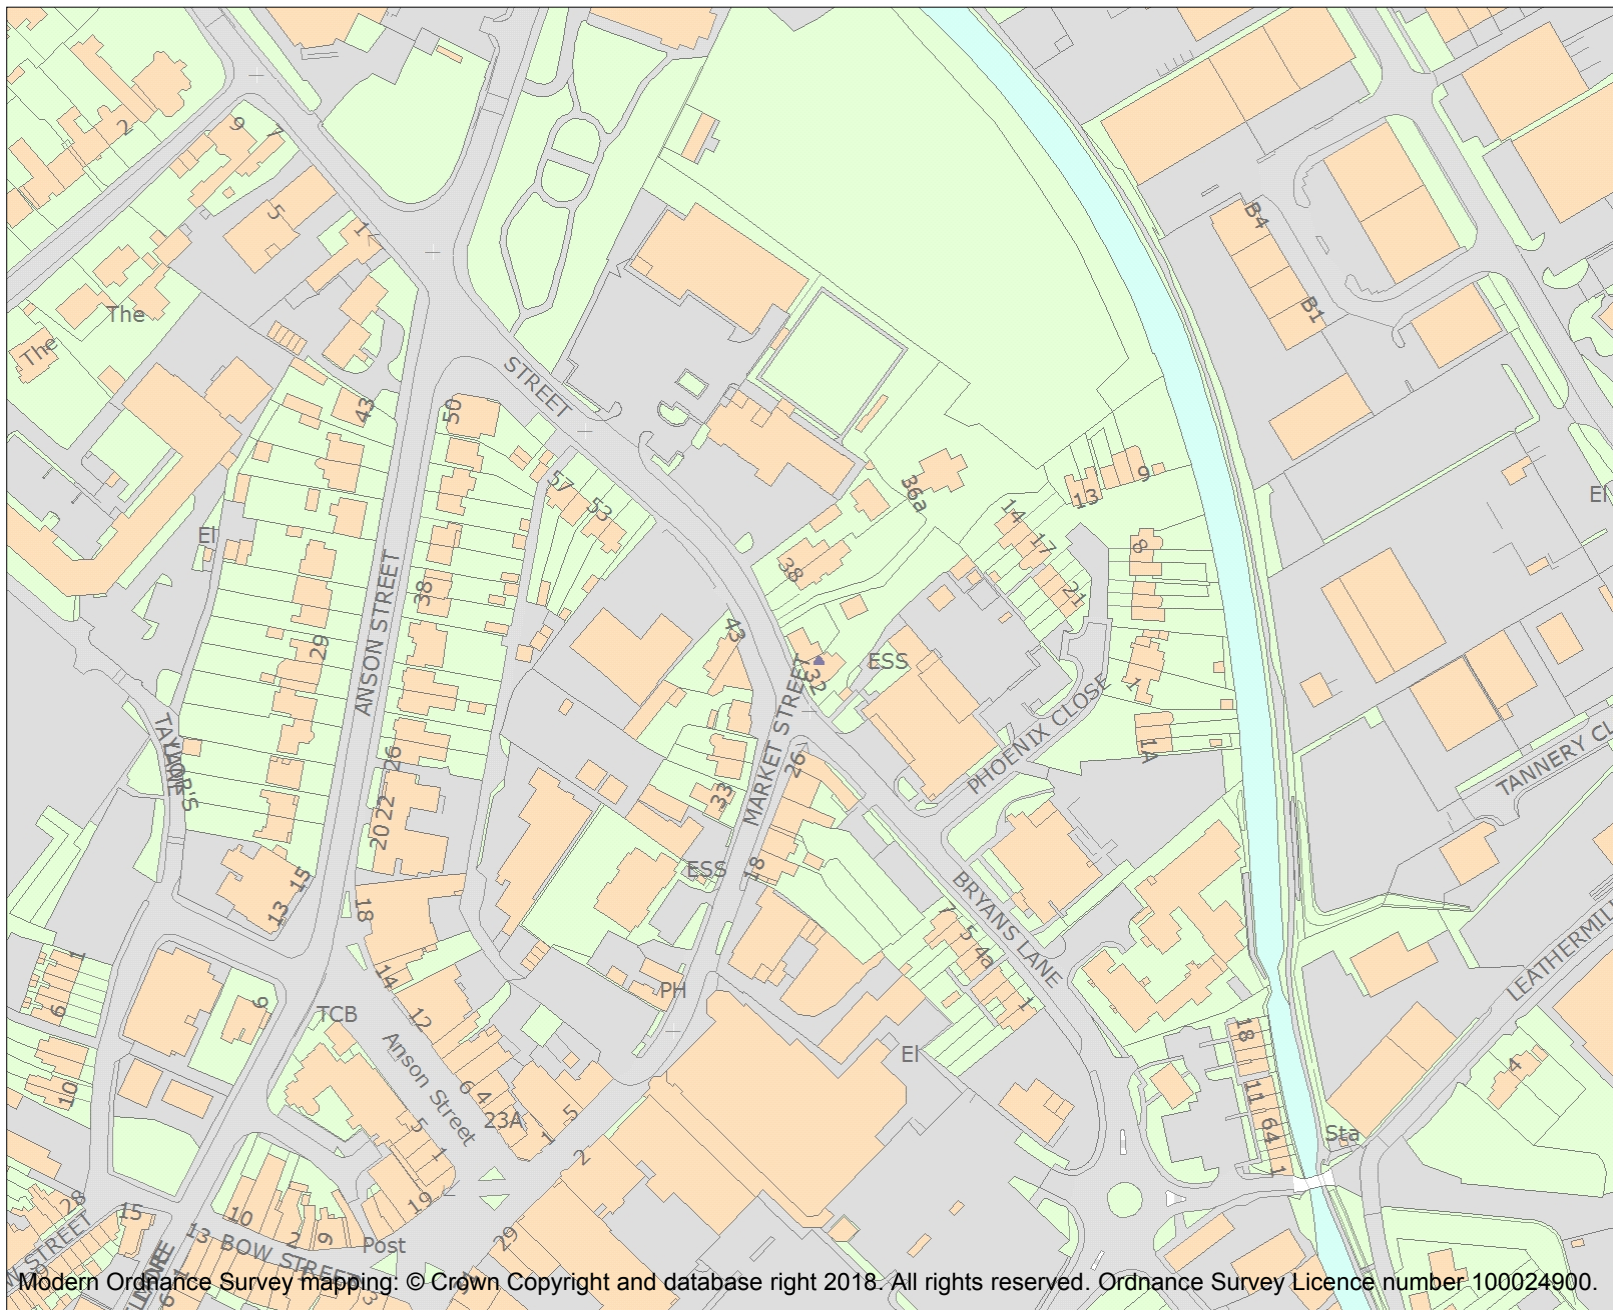 2
9
7
5
1
B4
B1
The
The
STREET
43
50
57
53
36a
9
13
14
17
El
El
8
38
21
38
43
ANSON STREET
29
32
ESS
1
PHOENIX CLOSE
1A
TANNERY CL
TAYLOR'S
LANE
26
MARKET STREET
26
33
22
20
ESS
18
15
13
18
BRYANS LANE
7
5
4a
1
LEATHERMIL
1
6
14
12
9
TCB
PH
El
18
10
Anson Street
6
4
23A
5
1
5
1
11
4
64
1
Sta
2
19
28
15
13
10
2
9
BOW STREET
Post
29
W STREET
Modern Ordnance Survey mapping: © Crown Copyright and database right 2018. All rights reserved. Ordnance Survey Licence number 100024900.